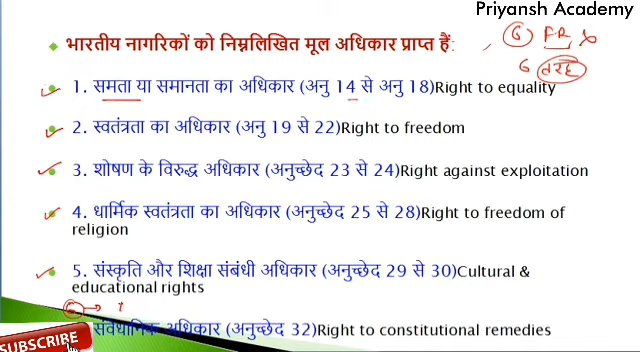 Priyansh Academy
भारतीय नागरिकों को निम्नलिखित मूल अधिकार प्राप्त हैं:
6 FR
6 तरह
1. समता या समानता का अधिकार (अनु 14 से अनु 18)Right to equality
2. स्वतंत्रता का अधिकार (अनु 19 से 22)Right to freedom
3. शोषण के विरुद्ध अधिकार (अनुच्छेद 23 से 24)Right against exploitation
4. धार्मिक स्वतंत्रता का अधिकार (अनुच्छेद 25 से 28)Right to freedom of
religion
5. संस्कृति और शिक्षा संबंधी अधिकार (अनुच्छेद 29 से 30)Cultural &
educational rights
संवैधानिक अधिकार (अनुच्छेद 32)Right to constitutional remedies
SUBSCRIBE